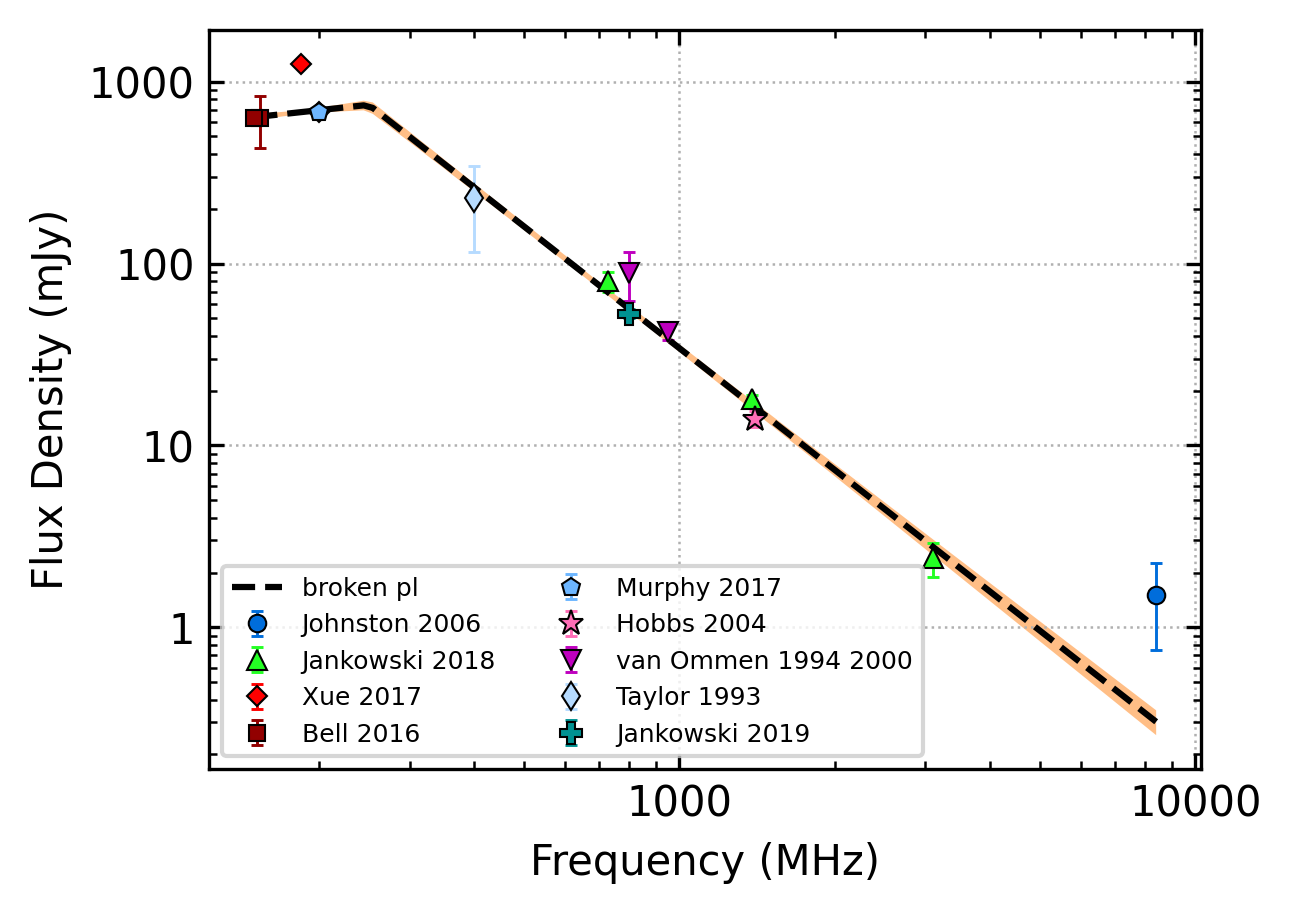 1000
100
10
1
Flux Density (mJy)
broken pl
Johnston 2006
Jankowski 2018
Xue 2017
Bell 2016
Murphy 2017
Hobbs 2004
van Ommen 1994 2000
Taylor 1993
Jankowski 2019
1000
10000
Frequency (MHz)